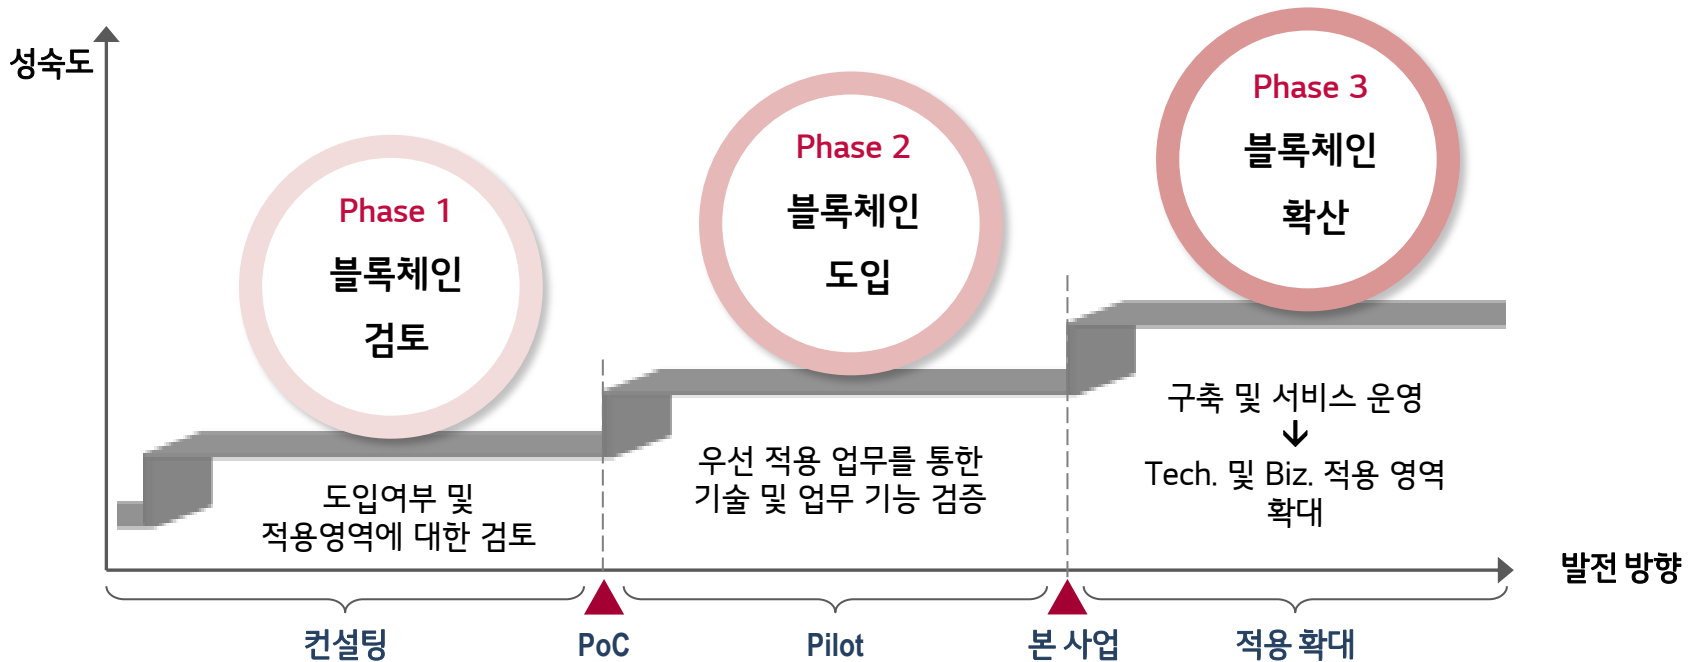 성숙도
Phase 1
블록체인
검토
도입여부 및
적용영역에 대한 검토
Phase 2
블록체인
도입
우선 적용 업무를 통한
기술 및 업무 기능 검증
Phase 3
블록체인
확산
구축 및 서비스 운영
↓
Tech. 및 Biz. 적용 영역
확대
발전 방향
컨설팅
PoC
Pilot
본 사업
적용 확대